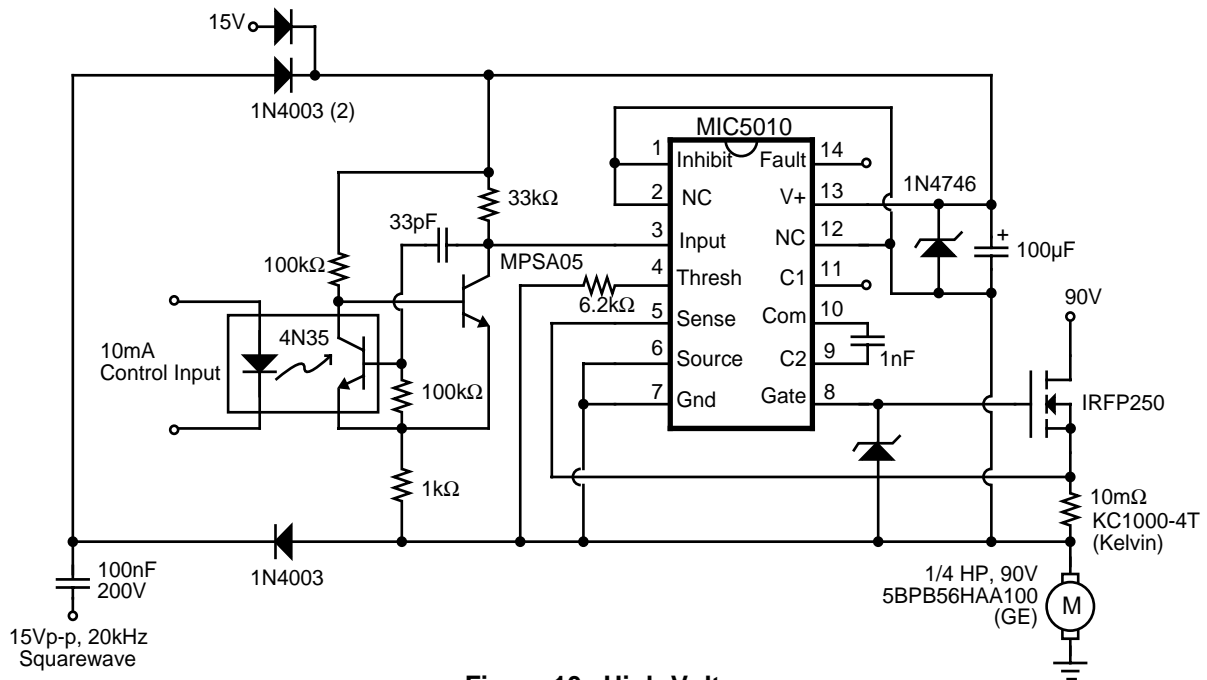 15V
1N4003 (2)
MIC5010
1
Inhibit
Fault
14
2
NC
V+
13
1N4746
33kΩ
33pF
3
Input
NC
12
+
100µF
MPSA05
100kΩ
4
Thresh
C1
11
6.2kΩ
90V
5
Sense
Com
10
10mA
Control Input
4N35
6
Source
C2
9
1nF
100kΩ
7
Gnd
Gate
8
IRFP250
1kΩ
10mΩ
KC1000-4T
(Kelvin)
100nF
200V
1N4003
1/4 HP, 90V
5BPB56HAA100
(GE)
M
15Vp-p, 20kHz
Squarewave